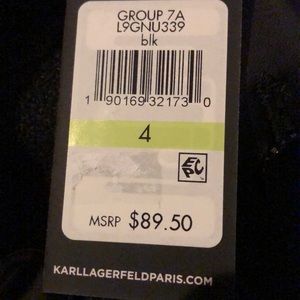 GROUP 7A
L9GNU339
blk
1 90169 32173 0
4
EPC
MSRP $89.50
KARLLAGERFELDPARIS.COM